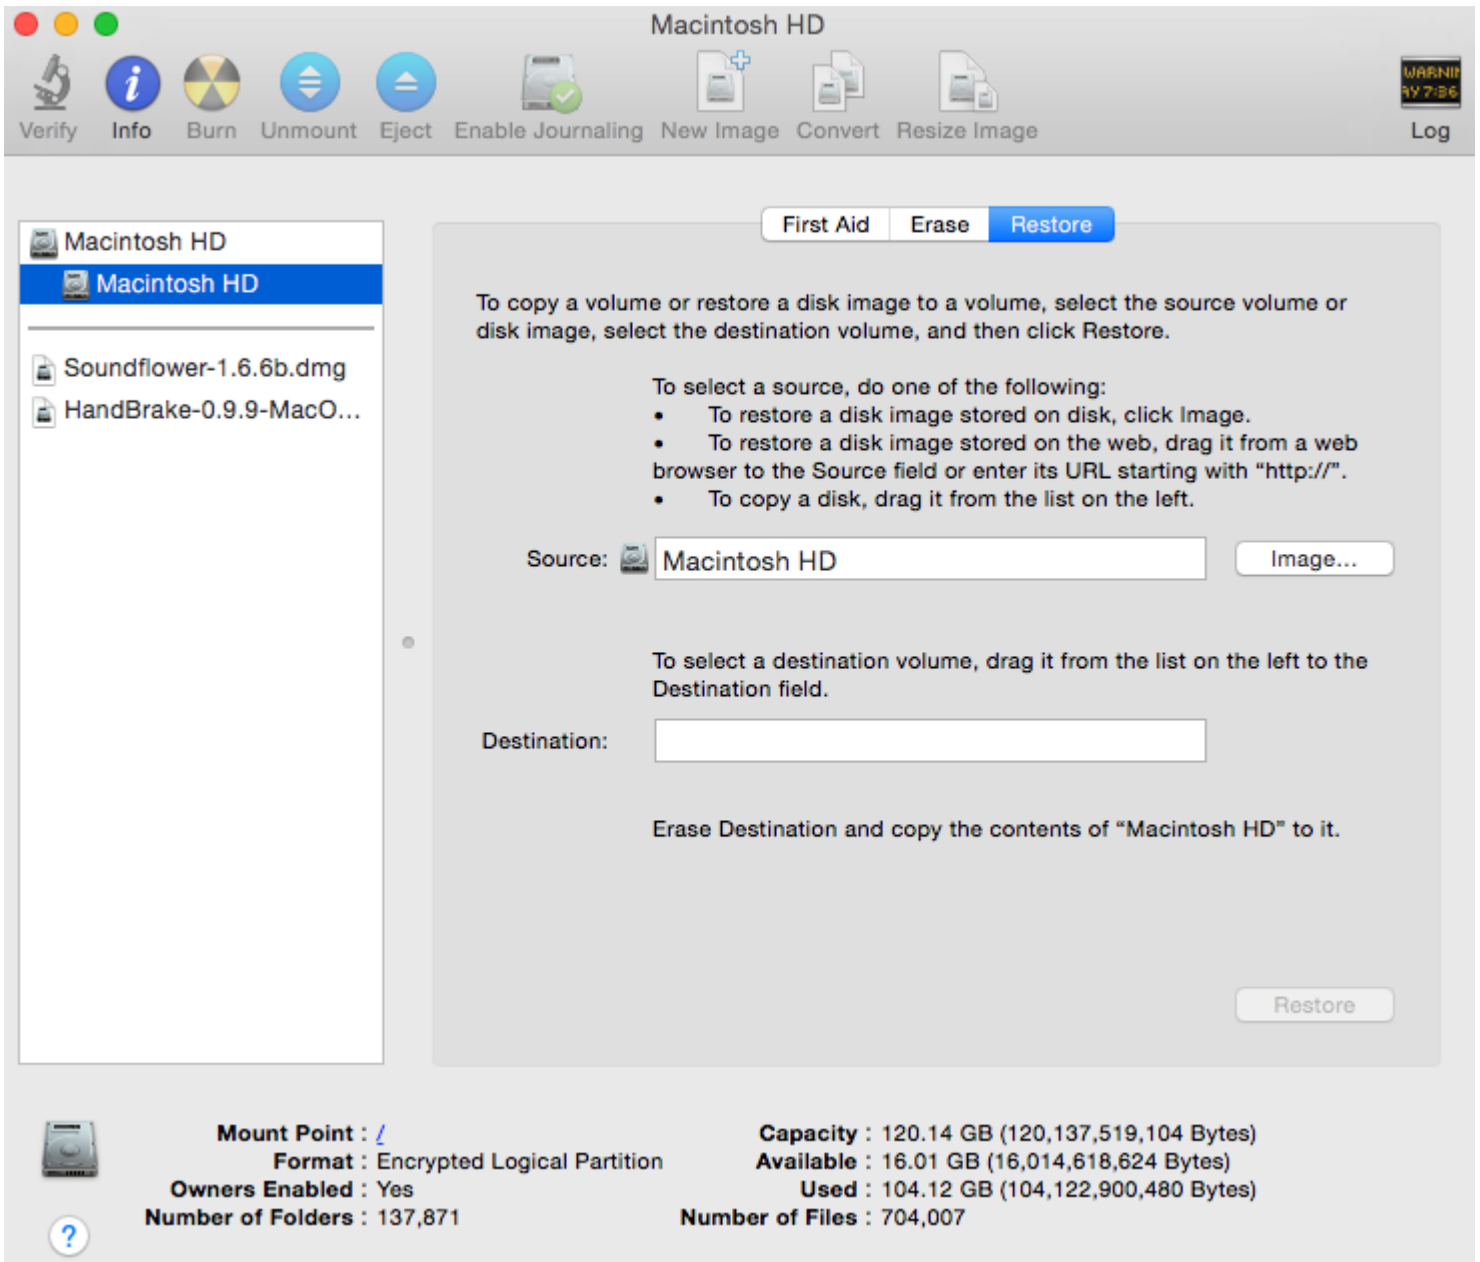 Macintosh HD
Verify Info Burn Unmount Eject Enable Journaling New Image Convert Resize Image
WARNIN
AY 7:36
Log
First Aid Erase Restore
Macintosh HD
Macintosh HD
Soundflower-1.6.6b.dmg
HandBrake-0.9.9-MacO...
To copy a volume or restore a disk image to a volume, select the source volume or
disk image, select the destination volume, and then click Restore.
To select a source, do one of the following:
• To restore a disk image stored on disk, click Image.
• To restore a disk image stored on the web, drag it from a web
browser to the Source field or enter its URL starting with “http://”.
• To copy a disk, drag it from the list on the left.
Source: Macintosh HD Image...
To select a destination volume, drag it from the list on the left to the
Destination field.
Destination:
Erase Destination and copy the contents of “Macintosh HD” to it.
Restore
Mount Point : / Capacity : 120.14 GB (120,137,519,104 Bytes)
Format : Encrypted Logical Partition Available : 16.01 GB (16,014,618,624 Bytes)
Owners Enabled : Yes Used : 104.12 GB (104,122,900,480 Bytes)
Number of Folders : 137,871 Number of Files : 704,007
?